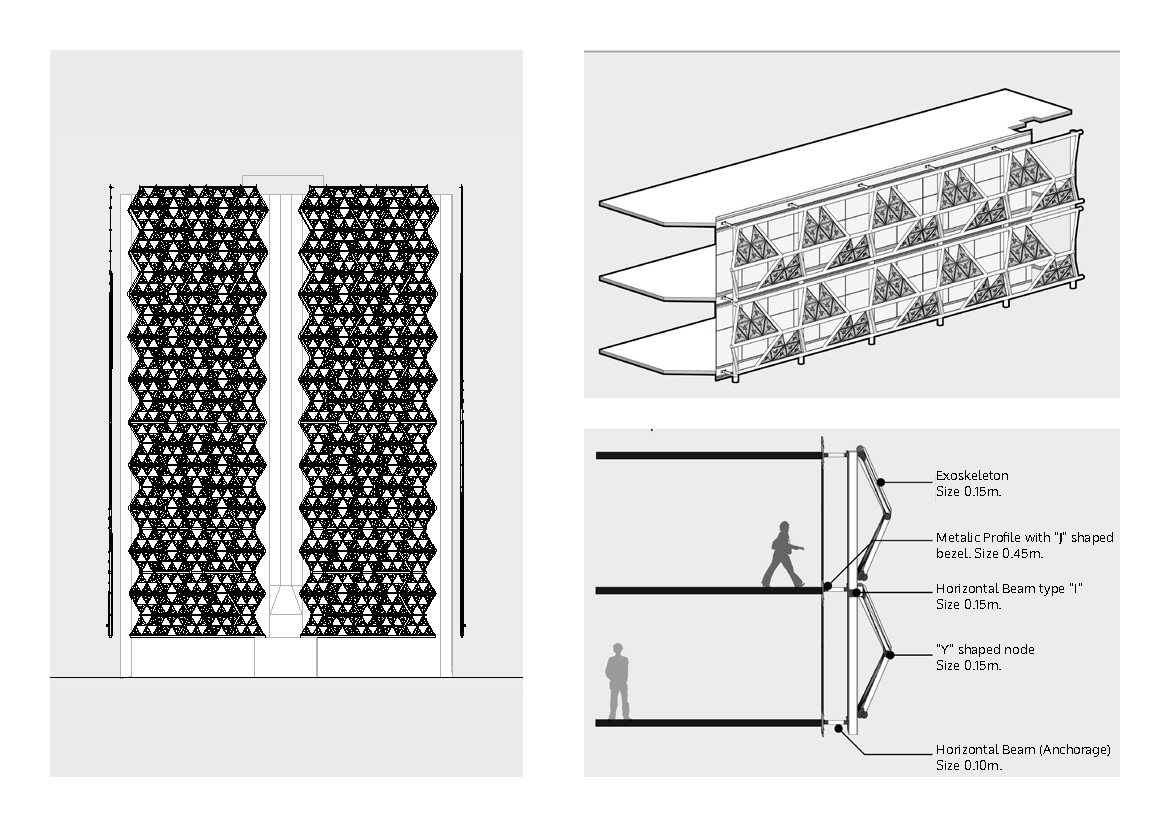 Exoskeleton
Size 0.15m.
Metalic Profile with "J" shaped
bezel. Size 0.45m.
Horizontal Beam type "I"
Size 0.15m.
"Y" shaped node
Size 0.15m.
Horizontal Beam (Anchorage)
Size 0.10m.